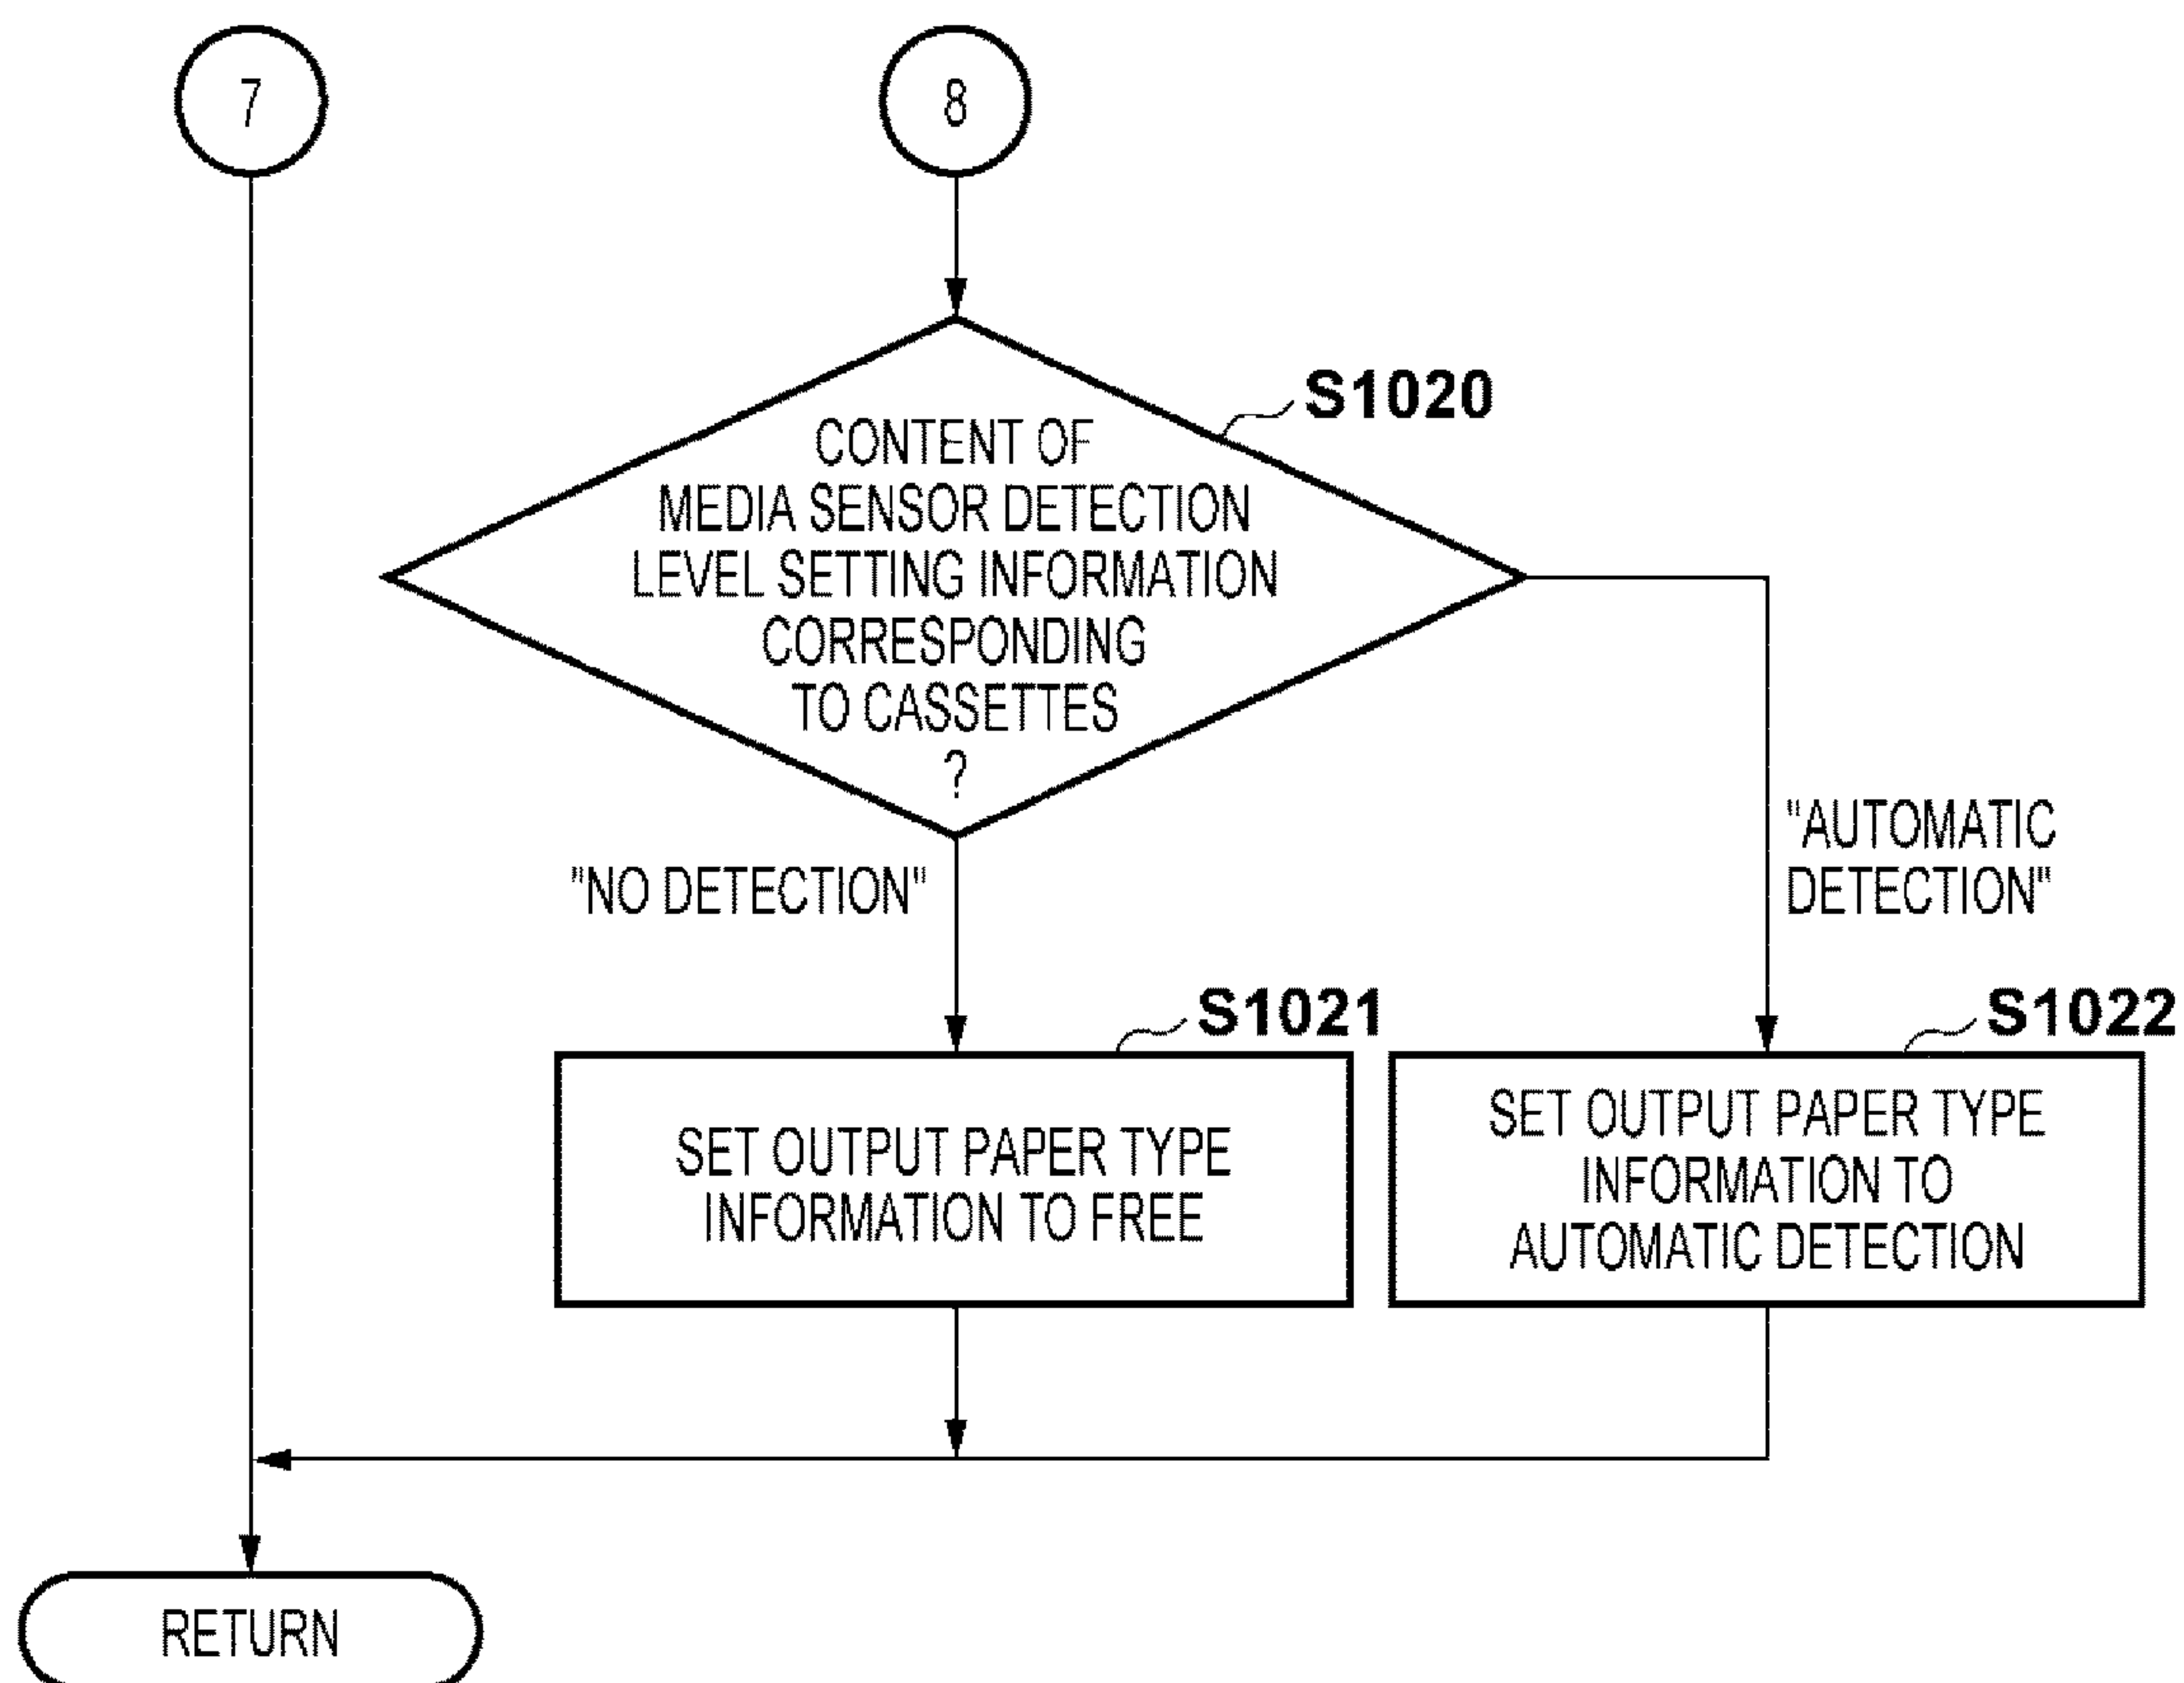 7
8
S1020
CONTENT OF
MEDIA SENSOR DETECTION
LEVEL SETTING INFORMATION
CORRESPONDING
TO CASSETTES
?
"NO DETECTION"
"AUTOMATIC
DETECTION"
S1021
SET OUTPUT PAPER TYPE
INFORMATION TO FREE
S1022
SET OUTPUT PAPER TYPE
INFORMATION TO
AUTOMATIC DETECTION
RETURN